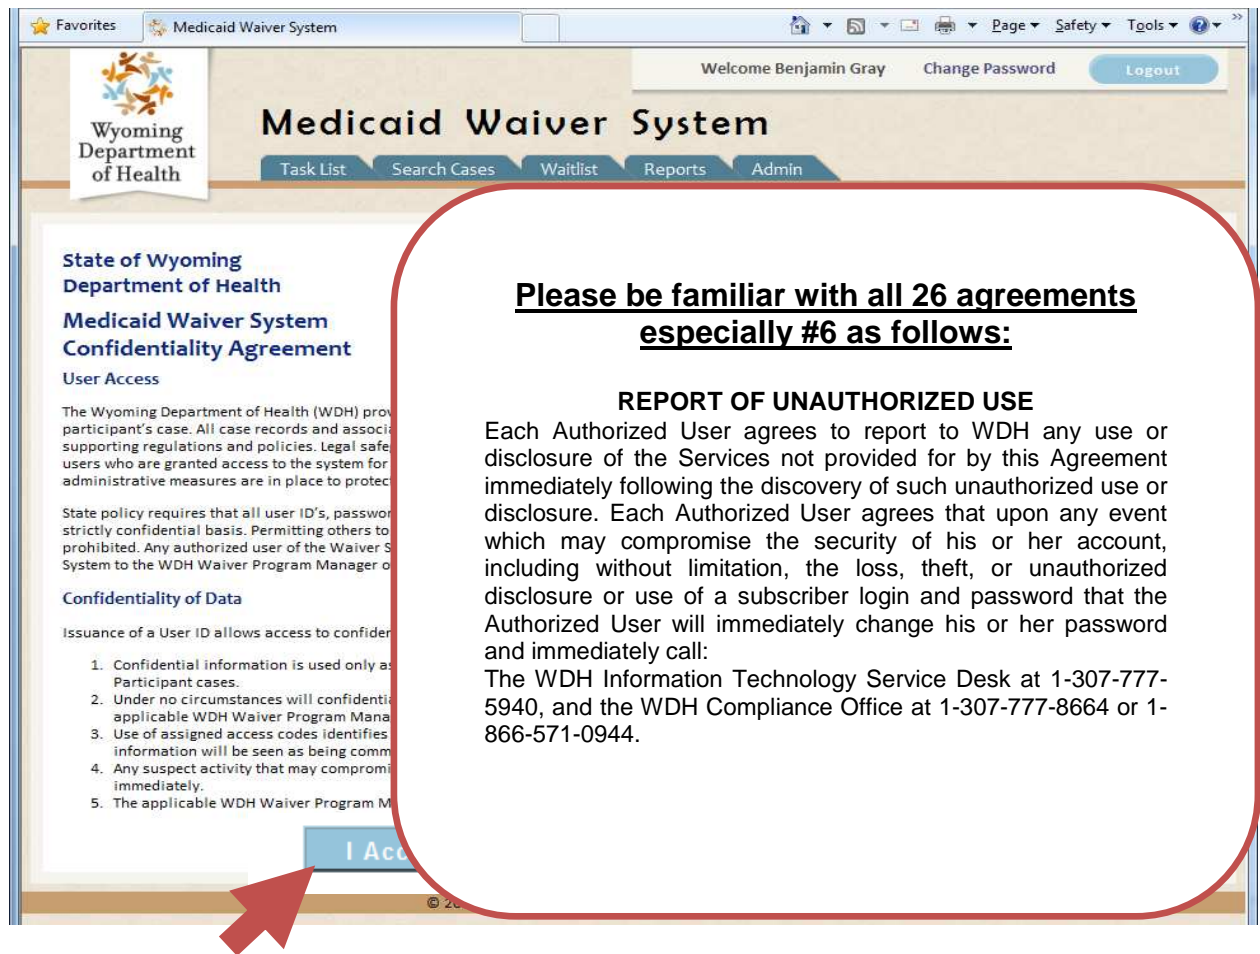 Favorites
Medicaid Waiver System
Page
Safety
Tools
Welcome Benjamin Gray
Change Password
Logout
Wyoming
Department
of Health
Medicaid Waiver System
Task List
Search Cases
Waitlist
Reports
Admin
State of Wyoming
Department of Health
Medicaid Waiver System
Confidentiality Agreement
User Access
The Wyoming Department of Health (WDH)
participant's case. All case records and
supporting regulations and policies. Legal
users who are granted access to the system for
administrative measures are in place to
State policy requires that all user ID's,
strictly confidential basis. Permitting others to
prohibited. Any authorized user of the Waiver
System to the WDH Waiver Program Manager
Confidentiality of Data
Issuance of a User ID allows access to
1. Confidential information is used only
Participant cases.
2. Under no circumstances will
applicable WDH Waiver Program
3. Use of assigned access codes identifies
information will be seen as being
4. Any suspect activity that may
immediately.
5. The applicable WDH Waiver Program
I
©
Please be familiar with all 26 agreements
especially #6 as follows:
REPORT OF UNAUTHORIZED USE
Each Authorized User agrees to report to WDH any use or
disclosure of the Services not provided for by this Agreement
immediately following the discovery of such unauthorized use or
disclosure. Each Authorized User agrees that upon any event
which may compromise the security of his or her account,
including without limitation, the loss, theft, or unauthorized
disclosure or use of a subscriber login and password that the
Authorized User will immediately change his or her password
and immediately call:
The WDH Information Technology Service Desk at 1-307-777-
5940, and the WDH Compliance Office at 1-307-777-8664 or 1-
866-571-0944.